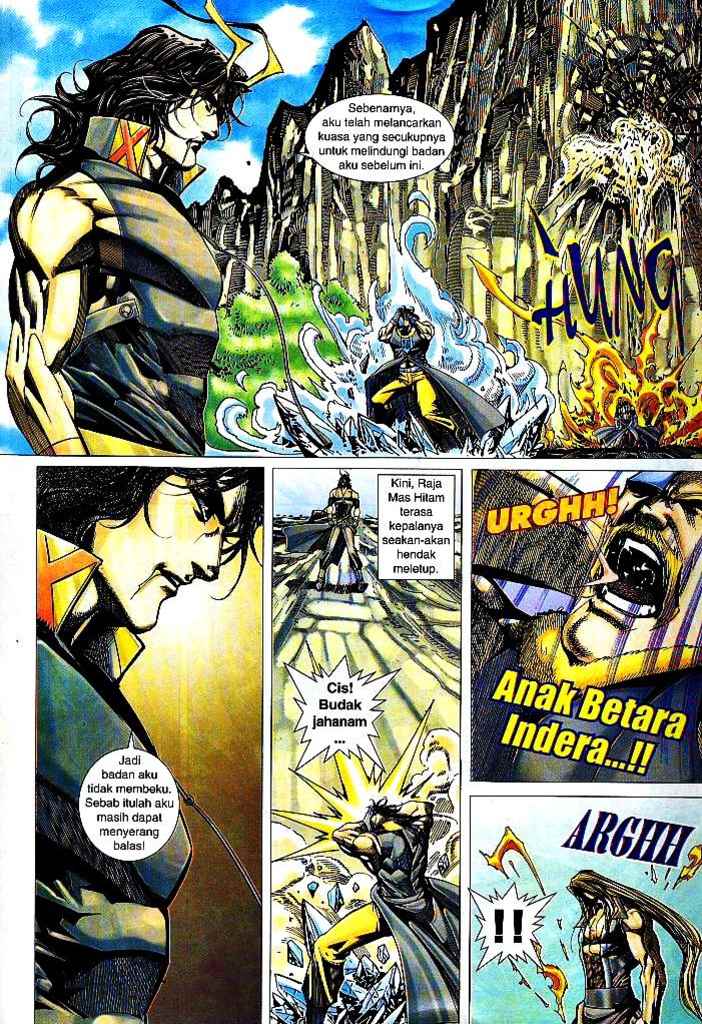 Sebenarnya,
aku telah melancarkan
kuasa yang secukupnya
untuk melindungi badan
aku sebelum ini.
HUNG
Jadi
badan aku
tidak membeku.
Sebab itulah aku
masih dapat
menyerang
balas!
Kini, Raja
Mas Hitam
terasa
kepalanya
seakan-akan
hendak
meletup.
Cis!
Budak
jahanam
...
URGHH!
Anak Betara
Indera...!!
ARGHH
!!